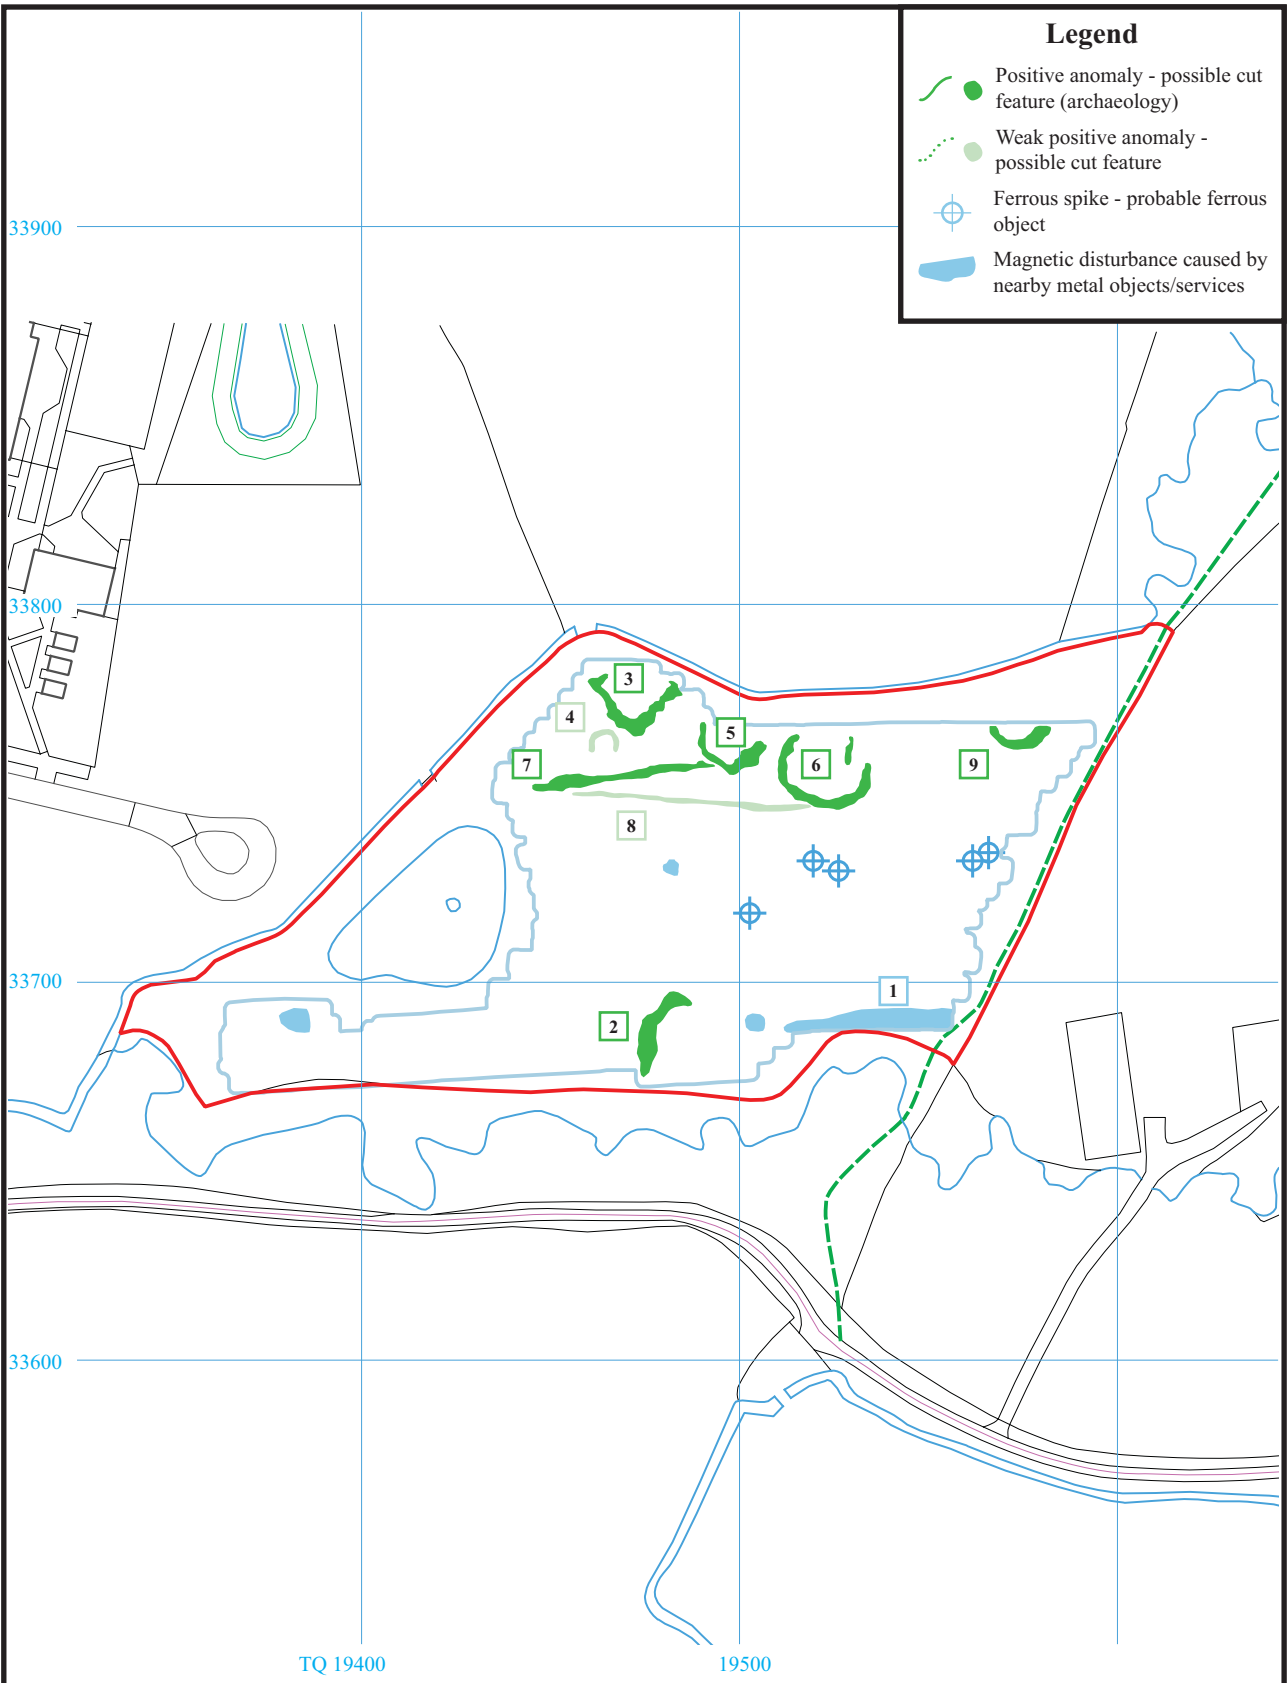 Legend
Positive anomaly - possible cut
feature (archaeology)
Weak positive anomaly -
possible cut feature
Ferrous spike - probable ferrous
object
Magnetic disturbance caused by
nearby metal objects/services
33900
33800
3
4
5
7
6
9
8
33700
1
2
33600
TQ 19400
19500